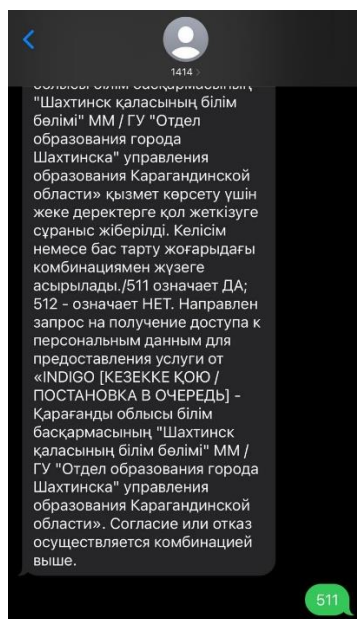 1414 >
облысы білім басқармасының
"Шахтинск қаласының білім
бөлімі" ММ / ГУ "Отдел
образования города
Шахтинска" управления
образования Карагандинской
области» қызмет көрсету үшін
жеке деректерге қол жеткізуге
сұраныс жіберілді. Келісім
немесе бас тарту жоғарыдағы
комбинациямен жүзеге
асырылады./511 означает ДА;
512 - означает НЕТ. Направлен
запрос на получение доступа к
персональным данным для
предоставления услуги от
«INDIGO [КЕЗЕККЕ ҚОЮ /
ПОСТАНОВКА В ОЧЕРЕДЬ] -
Қарағанды облысы білім
басқармасының "Шахтинск
қаласының білім бөлімі" ММ /
ГУ "Отдел образования города
Шахтинска" управления
образования Карагандинской
области». Согласие или отказ
осуществляется комбинацией
выше.
511